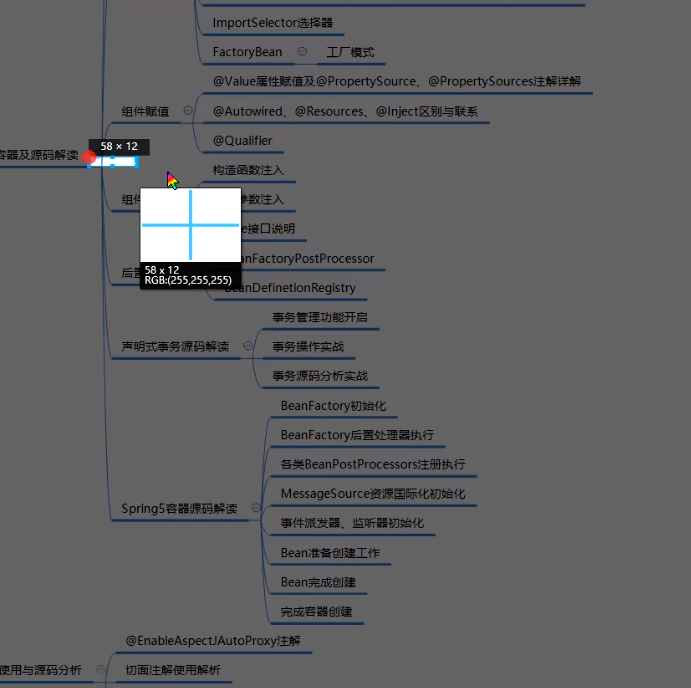 ImportSelector选择器
FactoryBean 工厂模式
@Value属性赋值及@PropertySource、@PropertySources注解详解
组件赋值
@Autowired、@Resources、@Inject区别与联系
@Qualifier
58 × 12
容器及源码解读
构造函数注入
组件
参数注入
e接口说明
anFactoryPostProcessor
后置
58 x 12
RGB:(255,255,255)
BeanDefinetionRegistry
事务管理功能开启
声明式事务源码解读
事务操作实战
事务源码分析实战
BeanFactory初始化
BeanFactory后置处理器执行
各类BeanPostProcessors注册执行
MessageSource资源国际化初始化
Spring5容器源码解读
事件派发器、监听器初始化
Bean准备创建工作
Bean完成创建
完成容器创建
@EnableAspectJAutoProxy注解
使用与源码分析
切面注解使用解析